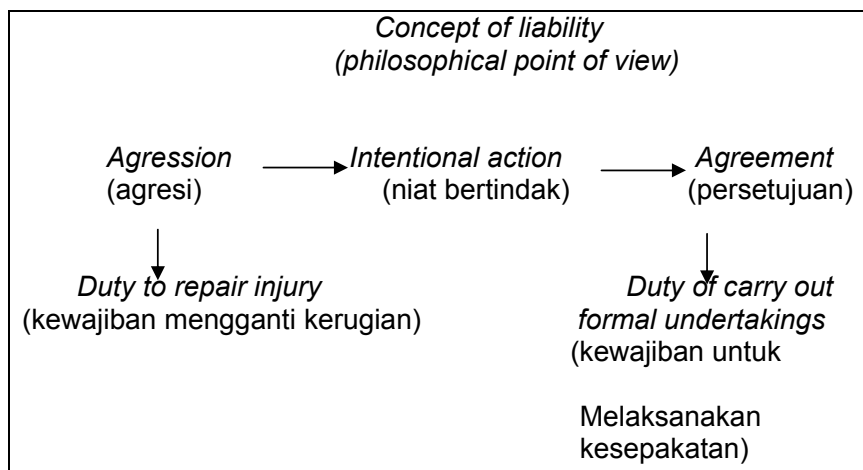 Concept of liability
(philosophical point of view)
Agression Intentional action Agreement
(agresi) (niat bertindak) (persetujuan)
Duty to repair injury Duty of carry out
(kewajiban mengganti kerugian) formal undertakings
(kewajiban untuk
Melaksanakan
kesepakatan)